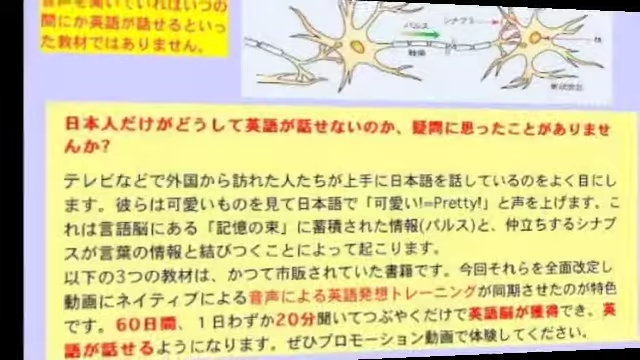 音声を聞いていればいつの
間にか英語が話せるといっ
た教材ではありません。
パルス
シナプス
軸索
核
日本人だけがどうして英語が話せないのか、疑問に思ったことがありませ
んか？
テレビなどで外国から訪れた人たちが上手に日本語を話しているのをよく目にし
ます。彼らは可愛いものを見て日本語で「可愛い!=Pretty!」と声を上げます。こ
れは言語脳にある「記憶の束」に蓄積された情報(パルス)と、仲立ちするシナプ
スが言葉の情報と結びつくことによって起こります。
以下の3つの教材は、かつて市販されていた書籍です。今回それらを全面改定し
動画にネイティブによる音声による英語発想トレーニングが同期させたのが特色
です。60日間、１日わずか20分聞いてつぶやくだけで英語脳が獲得でき、英
語が話せるようになります。ぜひプロモーション動画で体験してください。